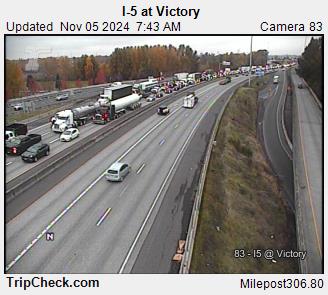 I-5 at Victory
Updated Nov 05 2024 7:43 AM Camera 83
N
83 - I5 @ Victory
TripCheck.com Milepost306.80